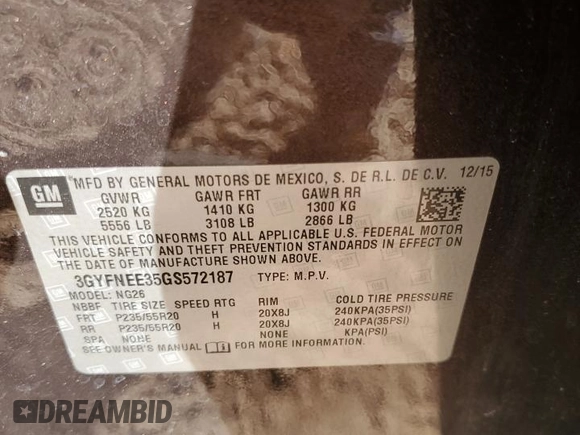 GM
MFD BY GENERAL MOTORS DE MEXICO, S. DE R.L. DE C.V. 12/15
GVWR GAWR FRT GAWR RR
2520 KG 1410 KG 1300 KG
5556 LB 3108 LB 2866 LB
THIS VEHICLE CONFORMS TO ALL APPLICABLE U.S. FEDERAL MOTOR
VEHICLE SAFETY AND THEFT PREVENTION STANDARDS IN EFFECT
ON THE DATE OF MANUFACTURE SHOWN ABOVE.
3GYFNEE35GS572187 TYPE: M.P.V.
MODEL: NG26
NBBF TIRE SIZE SPEED RTG RIM COLD TIRE PRESSURE
FRT P235/55R20 H 20X8J 240KPA(35PSI)
RR P235/55R20 H 20X8J 240KPA(35PSI)
SPA NONE NONE KPA(PSI)
SEE OWNER'S MANUAL FOR MORE INFORMATION.
DREAMBID